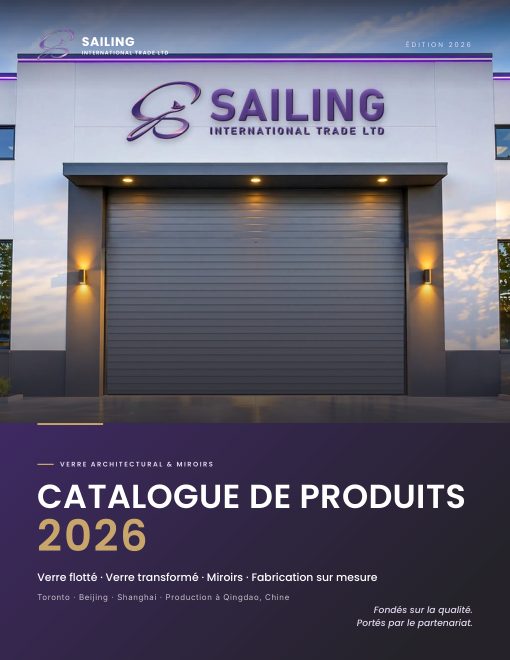 SAILING
INTERNATIONAL TRADE LTD
ÉDITION 2026
SAILING
INTERNATIONAL TRADE LTD
VERRE ARCHITECTURAL & MIROIRS
CATALOGUE DE PRODUITS
2026
Verre flotté · Verre transformé · Miroirs · Fabrication sur mesure
Toronto · Beijing · Shanghai · Production à Qingdao, Chine
Fondés sur la qualité.
Portés par le partenariat.